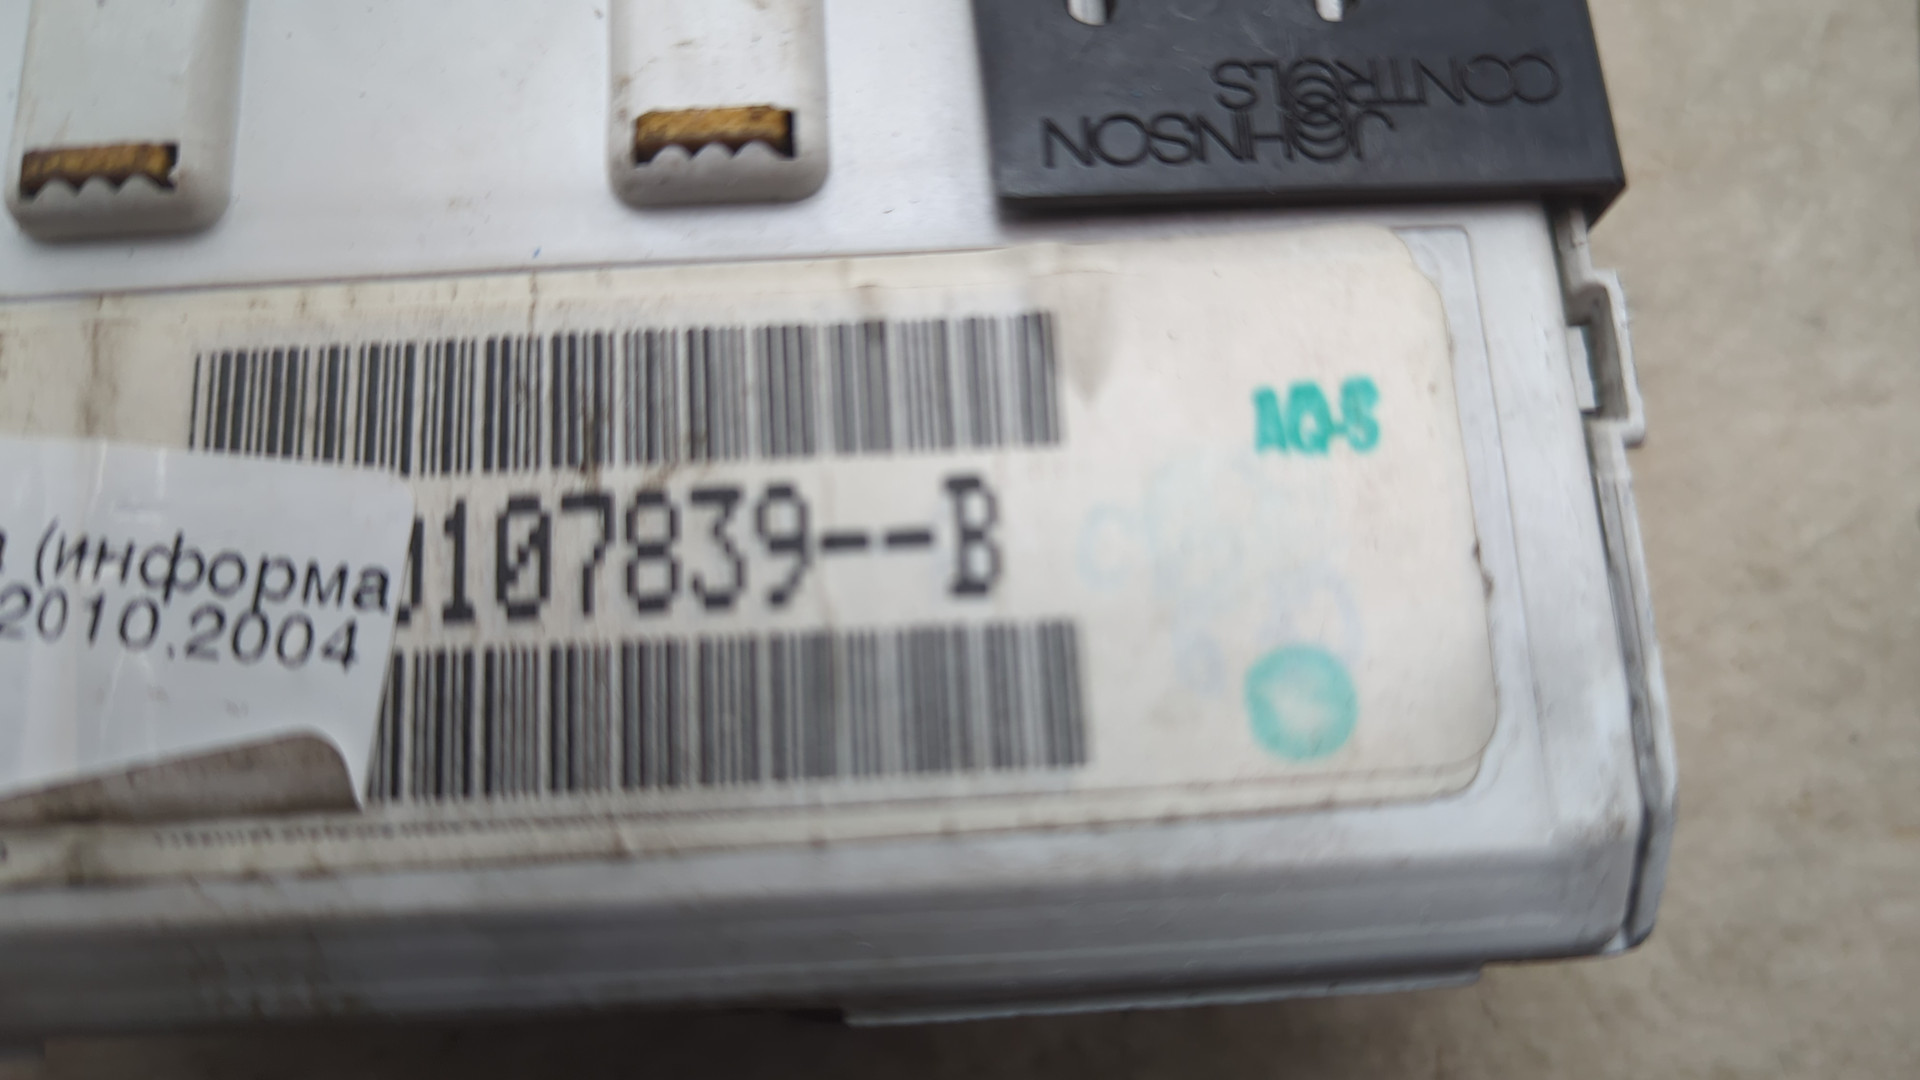 JOHNSON
CONTROLS
AQ-S
107839--B
(информа
2010.2004